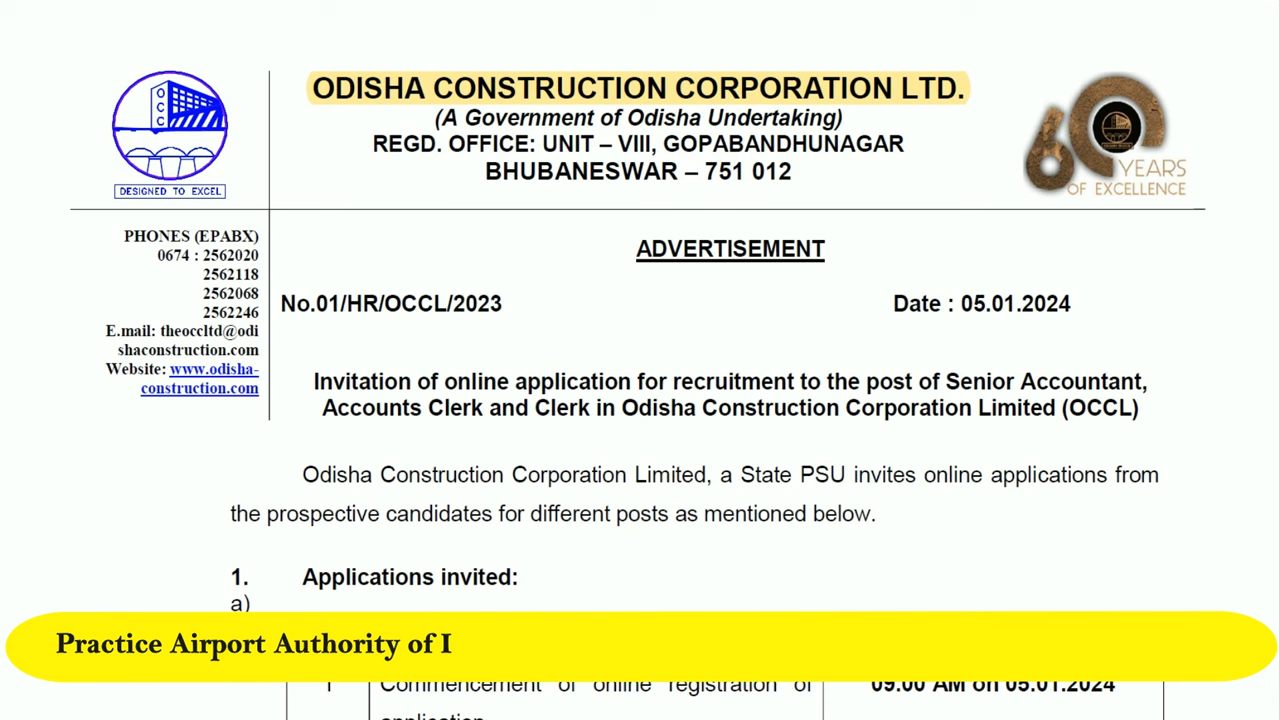 ODISHA CONSTRUCTION CORPORATION LTD.
(A Government of Odisha Undertaking)
REGD. OFFICE: UNIT – VIII, GOPABANDHUNAGAR
BHUBANESWAR – 751 012
OCC
DESIGNED TO EXCEL
60 YEARS
OF EXCELLENCE
PHONES (EPABX)
0674 : 2562020
2562118
2562068
2562246
E.mail: theoccltd@odi
shaconstruction.com
Website: www.odisha-
construction.com
ADVERTISEMENT
No.01/HR/OCCL/2023 Date : 05.01.2024
Invitation of online application for recruitment to the post of Senior Accountant,
Accounts Clerk and Clerk in Odisha Construction Corporation Limited (OCCL)
Odisha Construction Corporation Limited, a State PSU invites online applications from
the prospective candidates for different posts as mentioned below.
1. Applications invited:
a)
Practice Airport Authority of I
1 Commencement of online registration of 09.00 AM on 05.01.2024
application